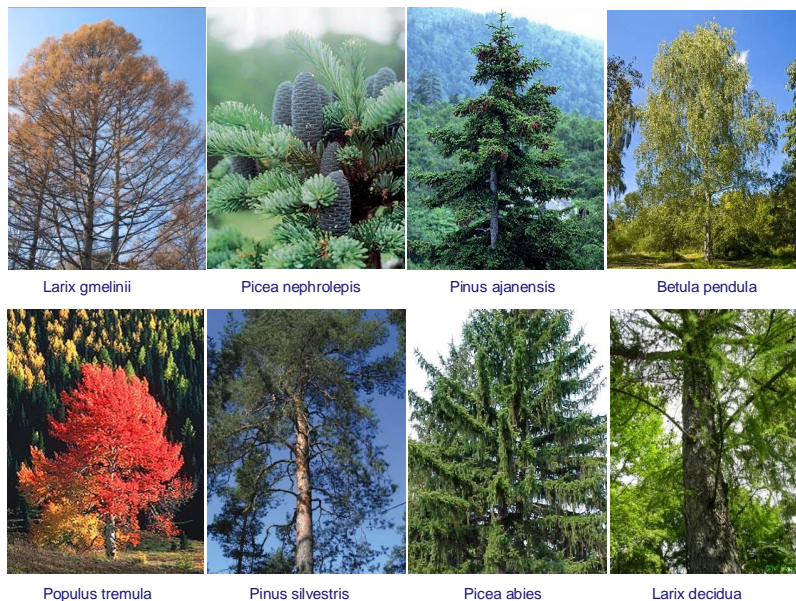 Larix gmelinii
Picea nephrolepis
Pinus ajanensis
Betula pendula
Populus tremula
Pinus silvestris
Picea abies
Larix decidua